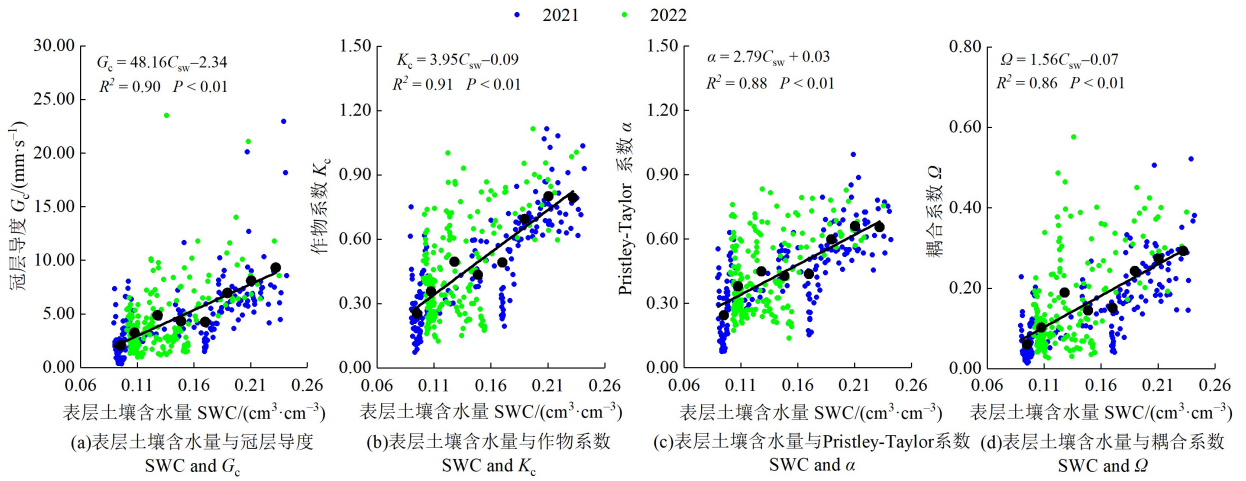 2021 2022
G_c = 48.16C_sw–2.34
R² = 0.90 P < 0.01
30.00
25.00
20.00
15.00
10.00
5.00
0.00
0.06 0.11 0.16 0.21 0.26
冠层导度 G_c/(mm·s⁻¹)
表层土壤含水量 SWC/(cm³·cm⁻³)
(a)表层土壤含水量与冠层导度
SWC and G_c
K_c = 3.95C_sw–0.09
R² = 0.91 P < 0.01
1.50
1.20
0.90
0.60
0.30
0.00
0.06 0.11 0.16 0.21 0.26
作物系数 K_c
表层土壤含水量 SWC/(cm³·cm⁻³)
(b)表层土壤含水量与作物系数
SWC and K_c
α = 2.79C_sw + 0.03
R² = 0.88 P < 0.01
1.50
1.20
0.90
0.60
0.30
0.00
0.06 0.11 0.16 0.21 0.26
Pristley-Taylor 系数 α
表层土壤含水量 SWC/(cm³·cm⁻³)
(c)表层土壤含水量与Pristley-Taylor系数
SWC and α
Ω = 1.56C_sw–0.07
R² = 0.86 P < 0.01
0.80
0.60
0.40
0.20
0.00
0.06 0.11 0.16 0.21 0.26
耦合系数 Ω
表层土壤含水量 SWC/(cm³·cm⁻³)
(d)表层土壤含水量与耦合系数
SWC and Ω